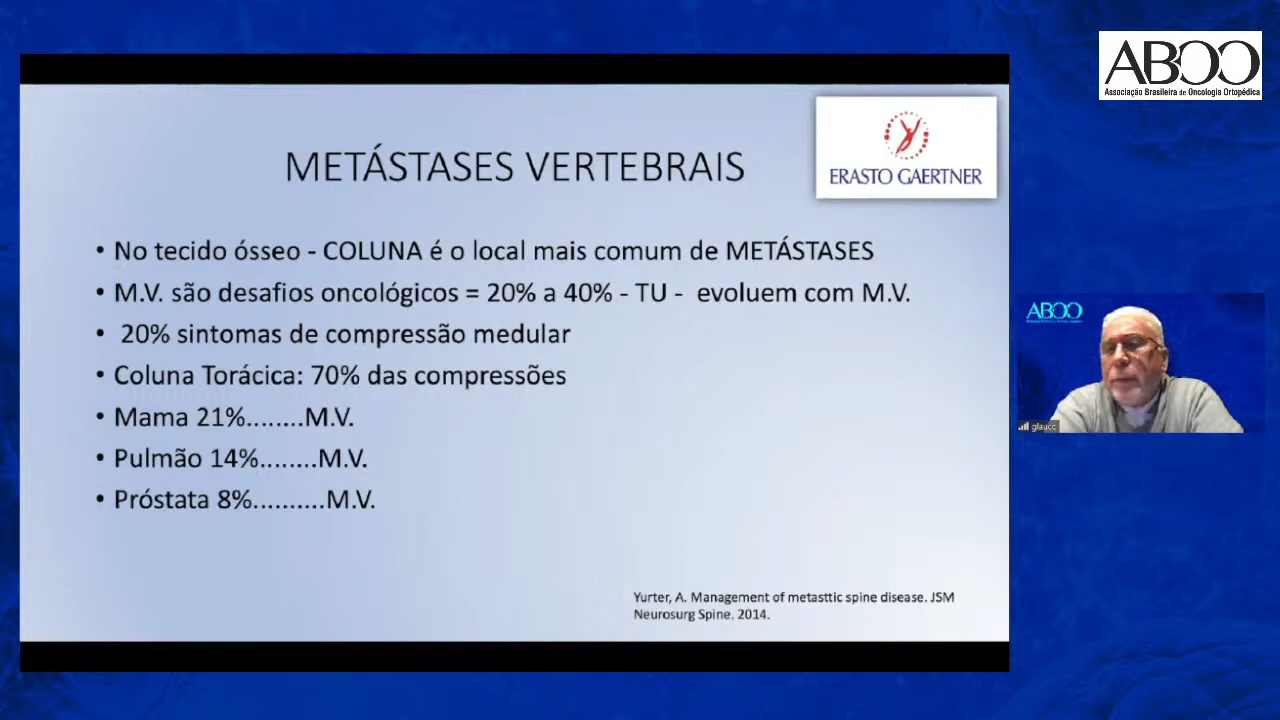 ABOO
Associação Brasileira de Oncologia Ortopédica
ERASTO GAERTNER
METÁSTASES VERTEBRAIS
• No tecido ósseo - COLUNA é o local mais comum de METÁSTASES
• M.V. são desafios oncológicos = 20% a 40% - TU - evoluem com M.V.
• 20% sintomas de compressão medular
• Coluna Torácica: 70% das compressões
• Mama 21%........M.V.
• Pulmão 14%........M.V.
• Próstata 8%..........M.V.
Yurter, A. Management of metasttic spine disease. JSM
Neurosurg Spine. 2014.
ABOO
glauco